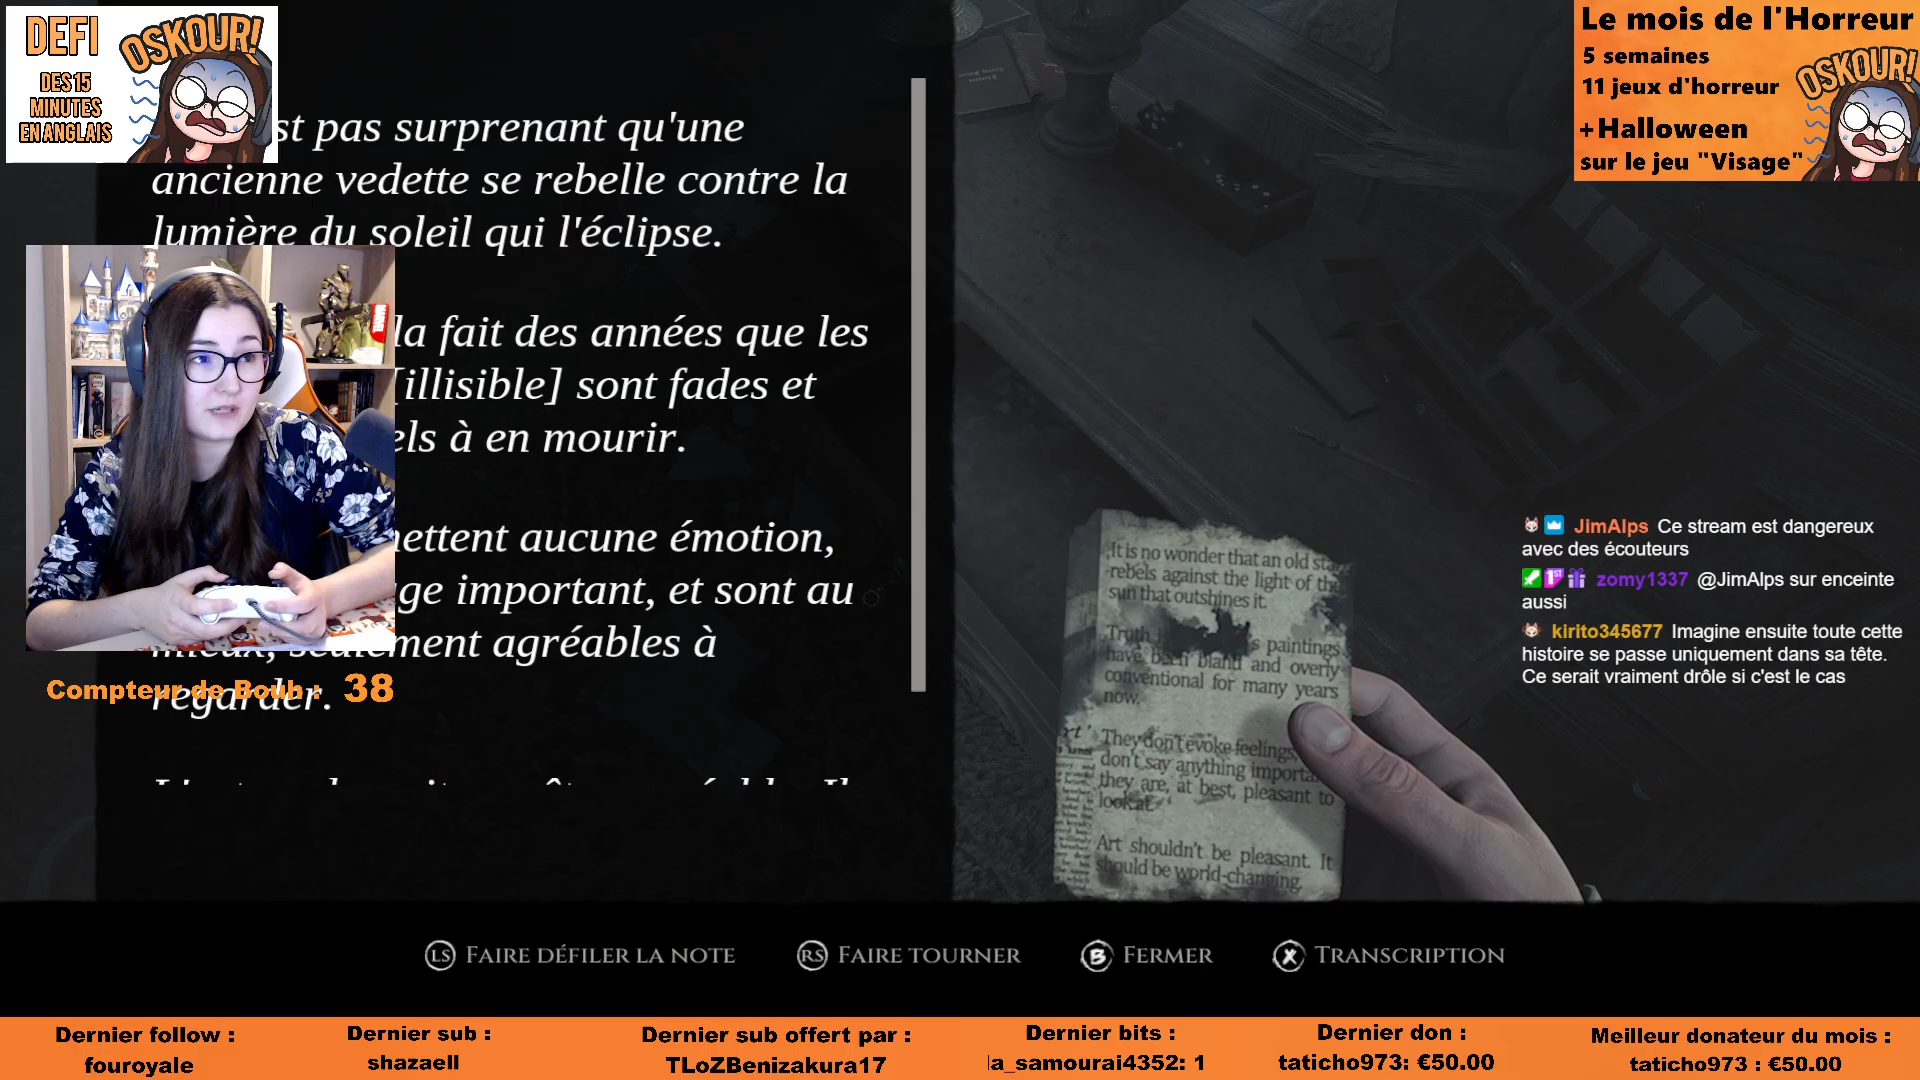 DEFI
DES 15
MINUTES
EN ANGLAIS
OSKOUR!
Le mois de l'Horreur
5 semaines
11 jeux d'horreur
+Halloween
sur le jeu "Visage"
OSKOUR!
st pas surprenant qu'une
ancienne vedette se rebelle contre la
lumière du soleil qui l'éclipse.
la fait des années que les
[illisible] sont fades et
els à en mourir.
mettent aucune émotion,
ge important, et sont au
mieux, seulement agréables à
regarder.
Compteur de Bouh : 38
It is no wonder that an old sta
rebels against the light of the
sun that outshines it.
Truth s paintings
have been bland and overly
conventional for many years
now.
They don't evoke feelings,
don't say anything importa
they are, at best, pleasant to
look at.
Art shouldn't be pleasant. It
should be world-changing.
JimAlps Ce stream est dangereux
avec des écouteurs
zomy1337 @JimAlps sur enceinte
aussi
kirito345677 Imagine ensuite toute cette
histoire se passe uniquement dans sa tête.
Ce serait vraiment drôle si c'est le cas
LS FAIRE DÉFILER LA NOTE RS FAIRE TOURNER B FERMER X TRANSCRIPTION
Dernier follow :
fouroyale
Dernier sub :
shazaell
Dernier sub offert par :
TLoZBenizakura17
Dernier bits :
la_samourai4352: 1
Dernier don :
taticho973: €50.00
Meilleur donateur du mois :
taticho973 : €50.00